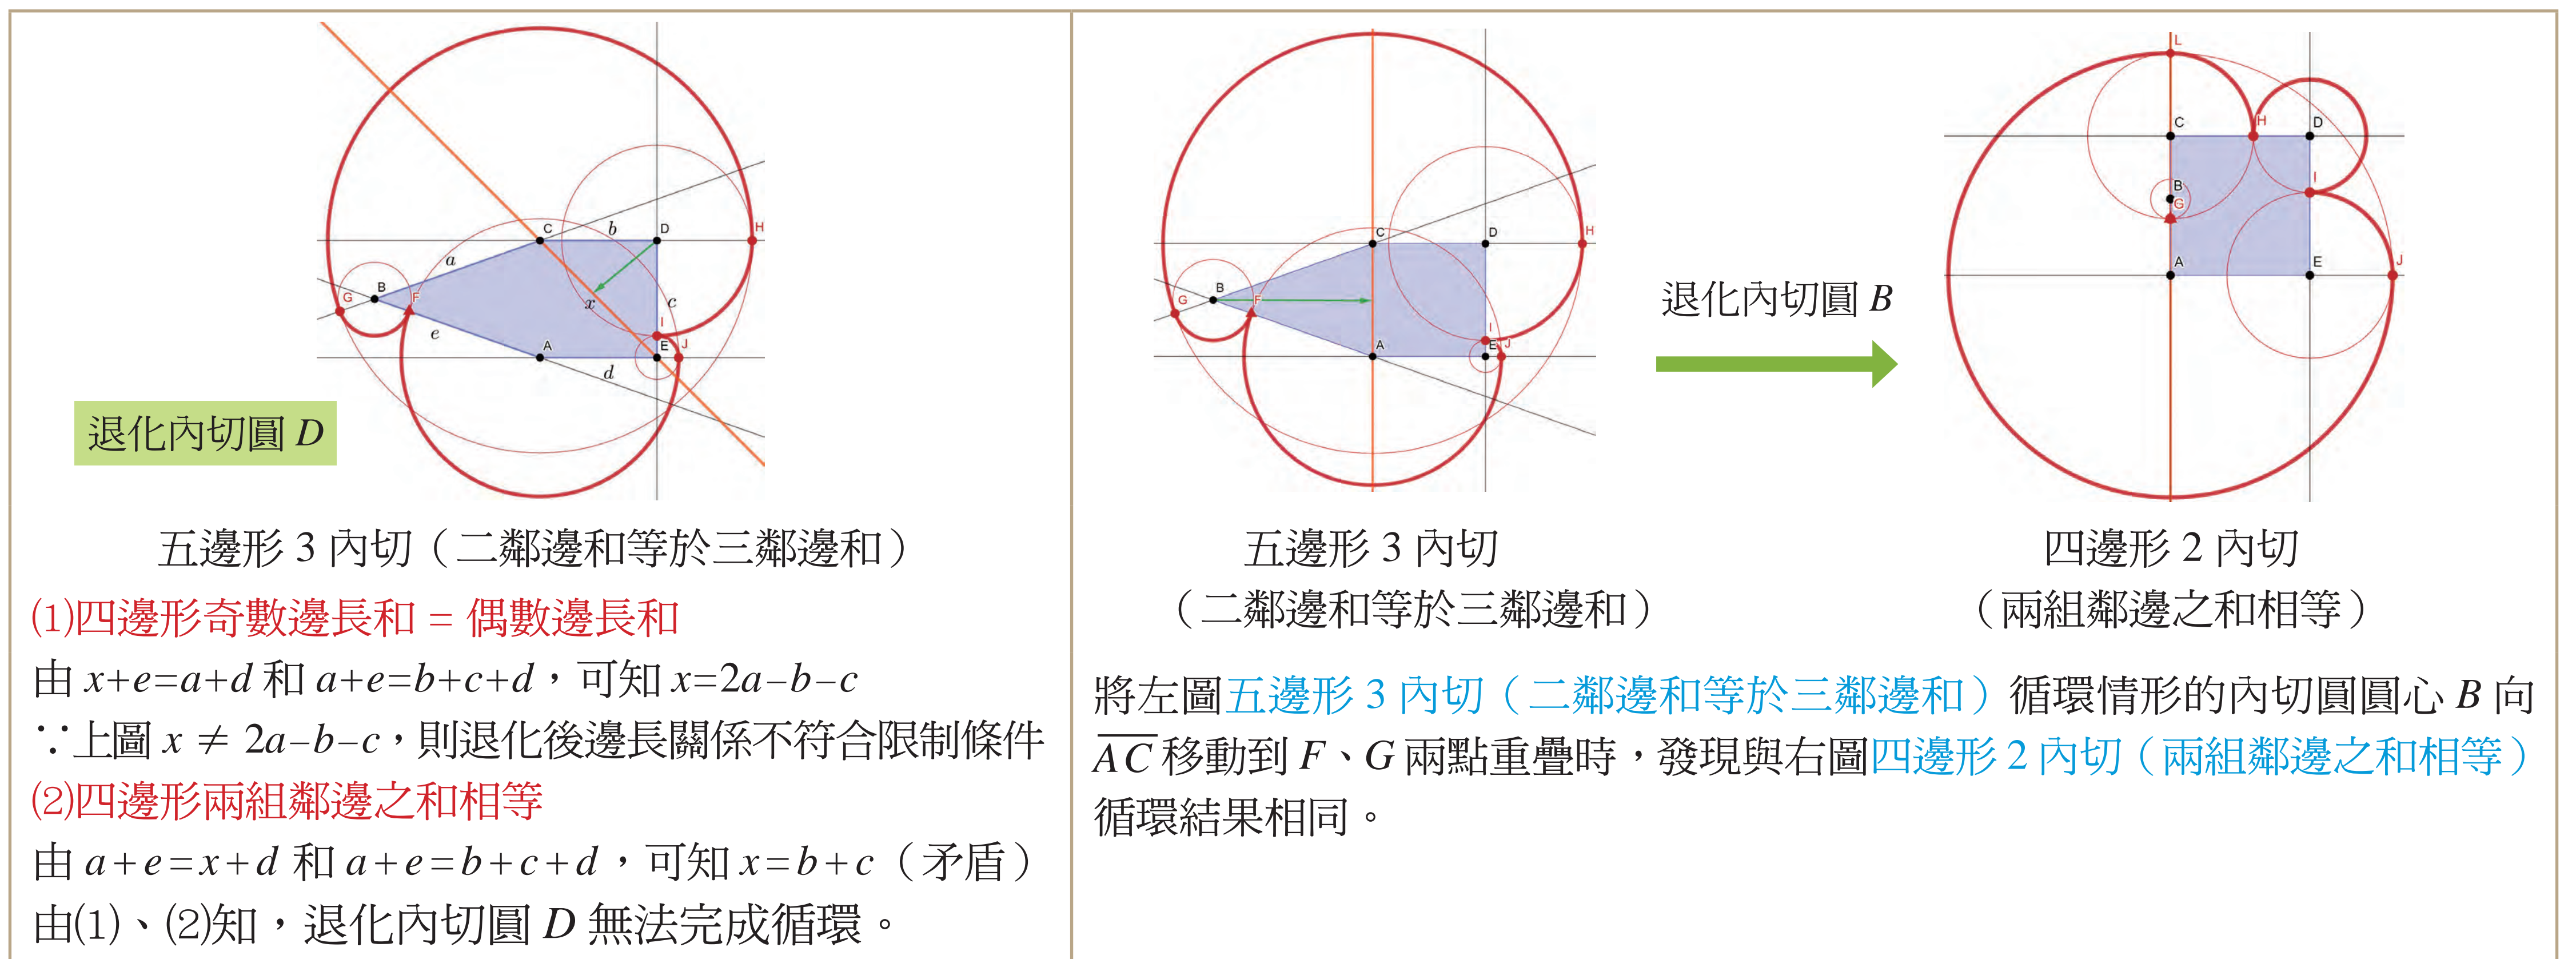 C
b
D
H
a
B
G
F
x
c
e
I
A
E
J
d
退化內切圓 D
五邊形 3 內切（二鄰邊和等於三鄰邊和）
⑴四邊形奇數邊長和 = 偶數邊長和
由 x+e=a+d 和 a+e=b+c+d，可知 x=2a–b–c
∵上圖 x ≠ 2a–b–c，則退化後邊長關係不符合限制條件
⑵四邊形兩組鄰邊之和相等
由 a+e=x+d 和 a+e=b+c+d，可知 x=b+c（矛盾）
由⑴、⑵知，退化內切圓 D 無法完成循環。
C
D
H
B
G
F
I
A
E
J
五邊形 3 內切
（二鄰邊和等於三鄰邊和）
退化內切圓 B
L
C
H
D
B
G
I
A
E
J
四邊形 2 內切
（兩組鄰邊之和相等）
將左圖五邊形 3 內切（二鄰邊和等於三鄰邊和）循環情形的內切圓圓心 B 向
A̅C̅ 移動到 F、G 兩點重疊時，發現與右圖四邊形 2 內切（兩組鄰邊之和相等）
循環結果相同。